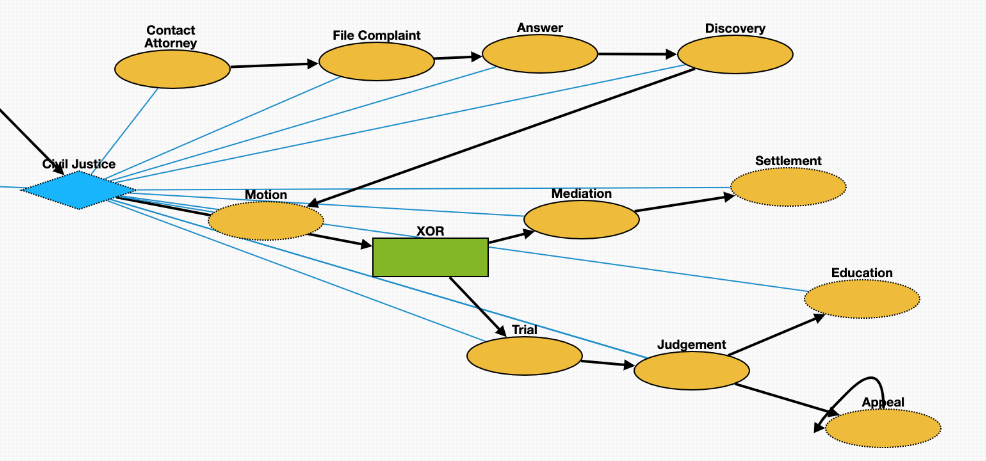 Contact
Attorney
File Complaint
Answer
Discovery
Civil Justice
Motion
Mediation
Settlement
XOR
Education
Trial
Judgement
Appeal